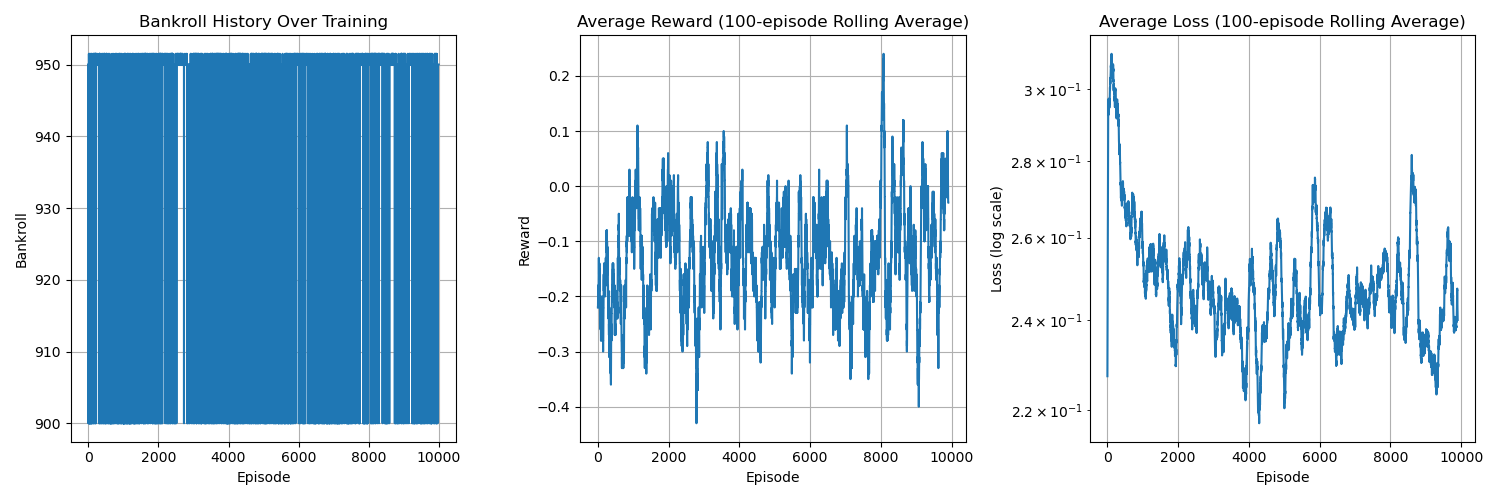 Bankroll History Over Training
950
940
930
920
910
900
Bankroll
0
2000
4000
6000
8000
10000
Episode
Average Reward (100-episode Rolling Average)
0.2
0.1
0.0
−0.1
−0.2
−0.3
−0.4
Reward
0
2000
4000
6000
8000
10000
Episode
Average Loss (100-episode Rolling Average)
3 × 10⁻¹
2.8 × 10⁻¹
2.6 × 10⁻¹
2.4 × 10⁻¹
2.2 × 10⁻¹
Loss (log scale)
0
2000
4000
6000
8000
10000
Episode